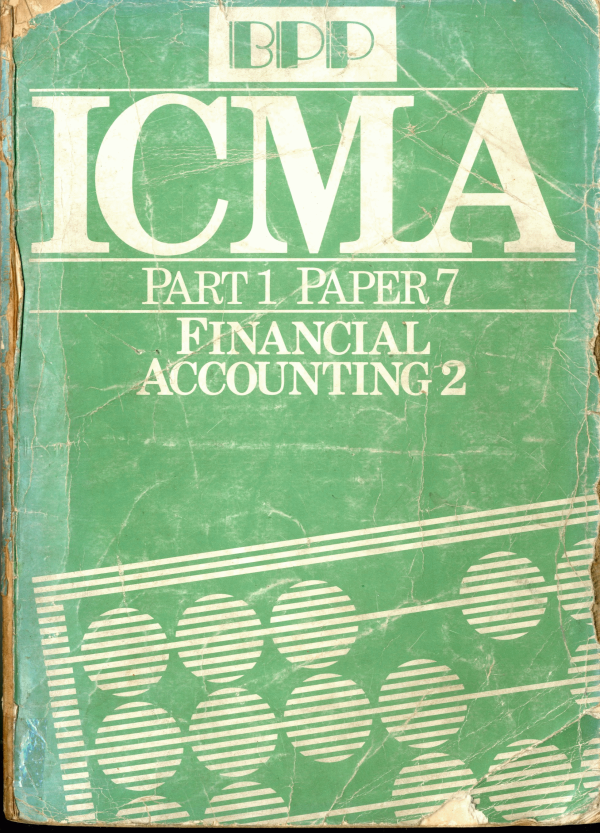 BPP
ICMA
PART 1 PAPER 7
FINANCIAL
ACCOUNTING 2